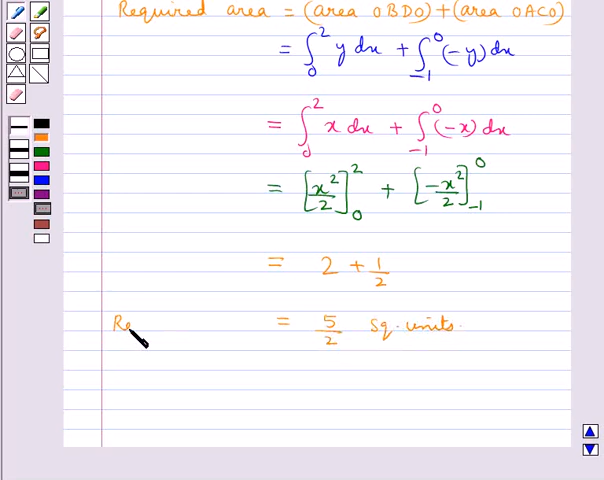 Required area = (area OBDO) + (area OACO)
= ∫₀² y dx + ∫₋₁⁰ (-y) dx
= ∫₀² x dx + ∫₋₁⁰ (-x) dx
= [x²/2]₀² + [-x²/2]₋₁⁰
= 2 + 1/2
Re = 5/2 sq. units.